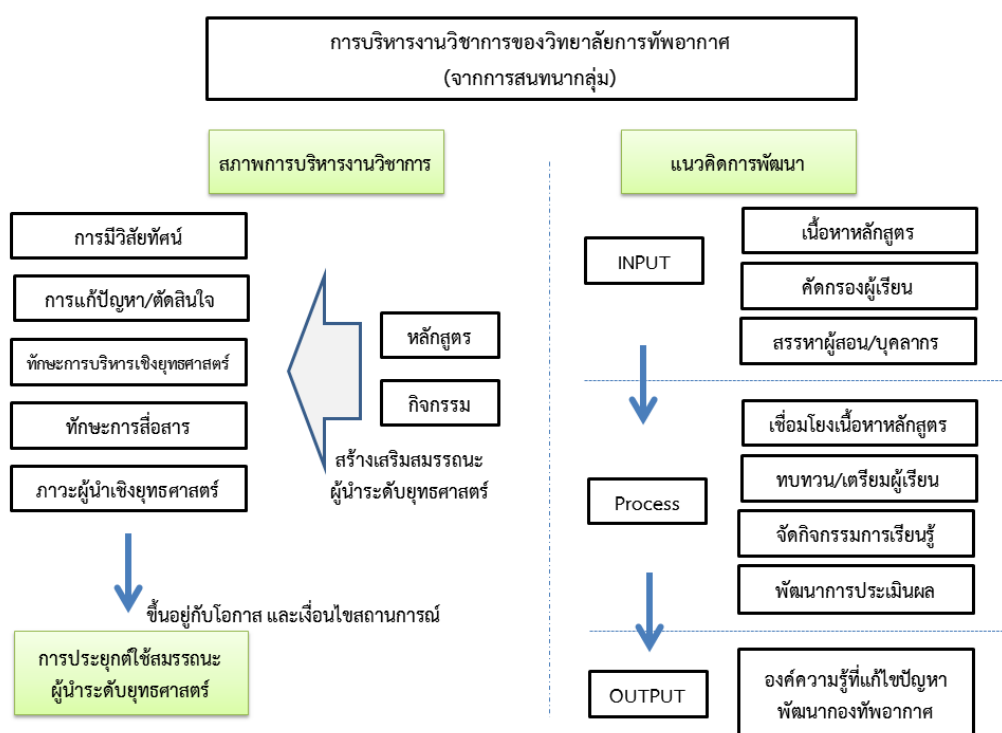 การบริหารงานวิชาการของวิทยาลัยการทัพอากาศ
(จากการสนทนากลุ่ม)
สภาพการบริหารงานวิชาการ
การมีวิสัยทัศน์
การแก้ปัญหา/ตัดสินใจ
ทักษะการบริหารเชิงยุทธศาสตร์
ทักษะการสื่อสาร
ภาวะผู้นำเชิงยุทธศาสตร์
หลักสูตร
กิจกรรม
สร้างเสริมสมรรถนะ
ผู้นำระดับยุทธศาสตร์
ขึ้นอยู่กับโอกาส และเงื่อนไขสถานการณ์
การประยุกต์ใช้สมรรถนะ
ผู้นำระดับยุทธศาสตร์
แนวคิดการพัฒนา
INPUT
เนื้อหาหลักสูตร
คัดกรองผู้เรียน
สรรหาผู้สอน/บุคลากร
Process
เชื่อมโยงเนื้อหาหลักสูตร
ทบทวน/เตรียมผู้เรียน
จัดกิจกรรมการเรียนรู้
พัฒนาการประเมินผล
OUTPUT
องค์ความรู้ที่แก้ไขปัญหา
พัฒนากองทัพอากาศ